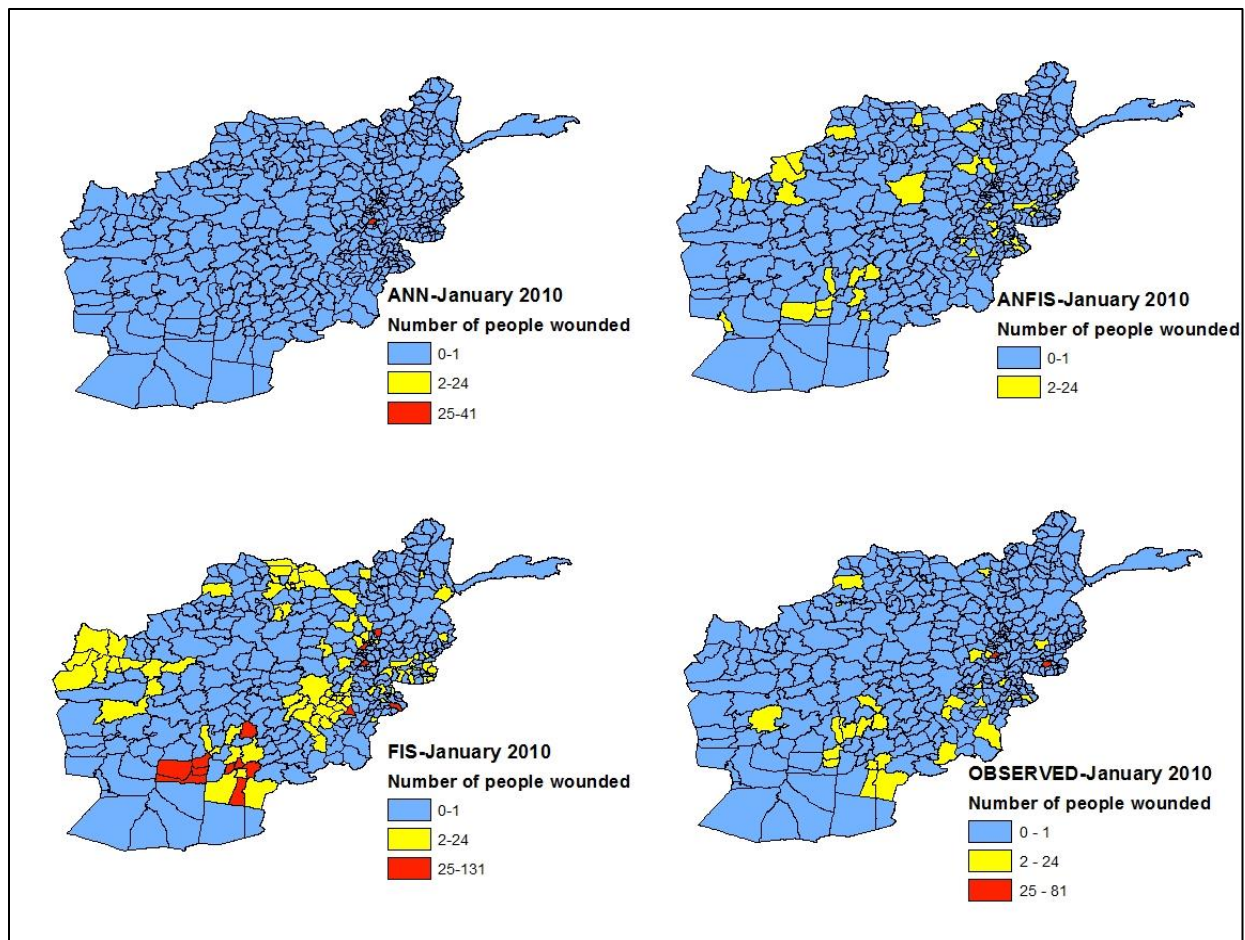 ANN-January 2010
Number of people wounded
0-1
2-24
25-41
ANFIS-January 2010
Number of people wounded
0-1
2-24
FIS-January 2010
Number of people wounded
0-1
2-24
25-131
OBSERVED-January 2010
Number of people wounded
0 - 1
2 - 24
25 - 81